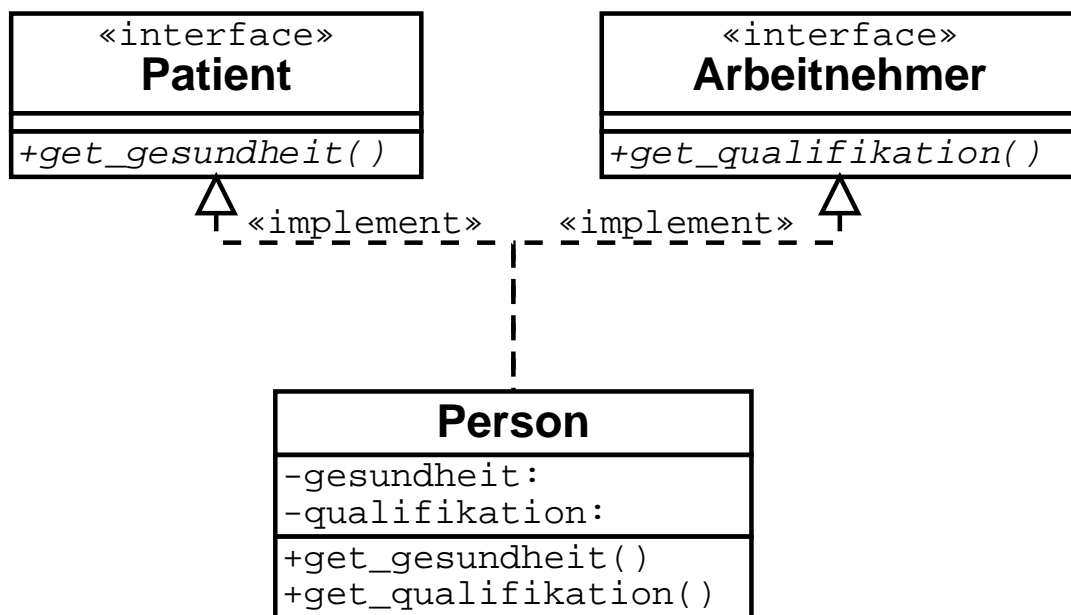 «interface»
Patient
+get_gesundheit()
«interface»
Arbeitnehmer
+get_qualifikation()
«implement»
«implement»
Person
-gesundheit:
-qualifikation:
+get_gesundheit()
+get_qualifikation()